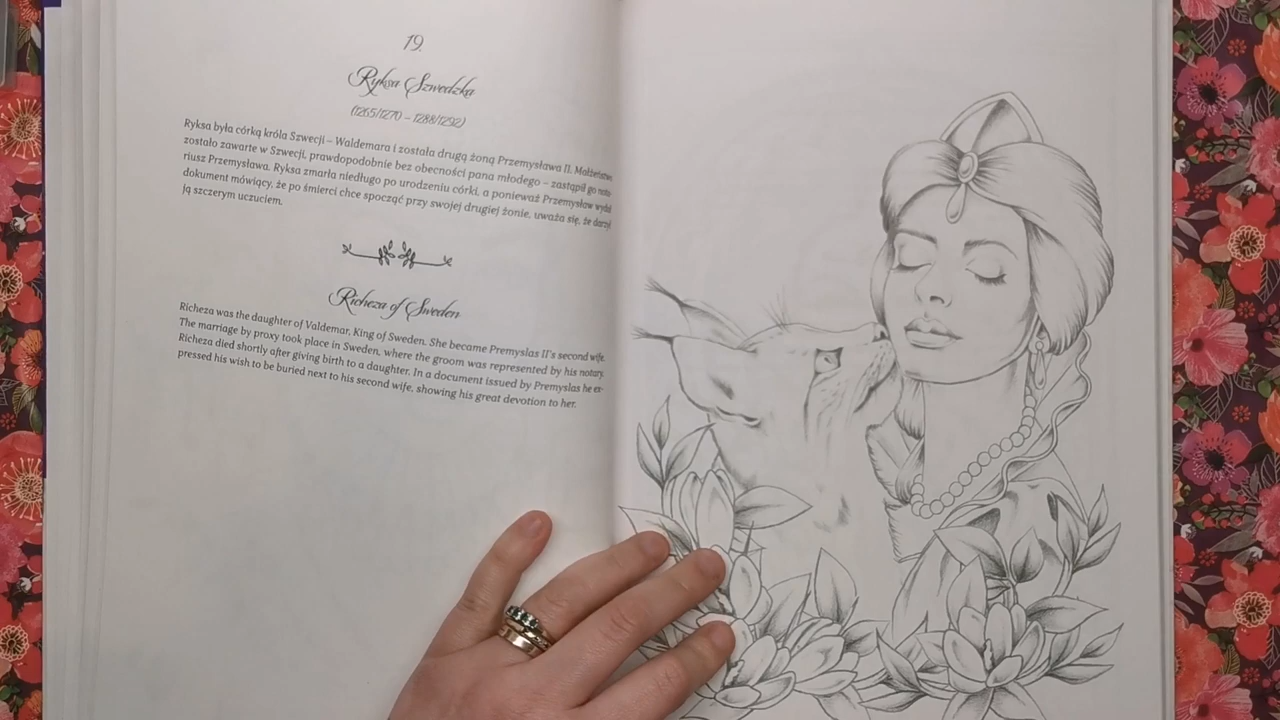 19.
Ryksa Szwedzka
(1265/1270 – 1288/1292)
Ryksa była córką króla Szwecji – Waldemara i została drugą żoną Przemysława II. Małżeństwo
zostało zawarte w Szwecji, prawdopodobnie bez obecności pana młodego – zastąpił go nota-
riusz Przemysława. Ryksa zmarła niedługo po urodzeniu córki, a ponieważ Przemysław wydał
dokument mówiący, że po śmierci chce spocząć przy swojej drugiej żonie, uważa się, że darzył
ją szczerym uczuciem.
Richeza of Sweden
Richeza was the daughter of Valdemar, King of Sweden. She became Premyslas II's second wife.
The marriage by proxy took place in Sweden, where the groom was represented by his notary.
Richeza died shortly after giving birth to a daughter. In a document issued by Premyslas he ex-
pressed his wish to be buried next to his second wife, showing his great devotion to her.